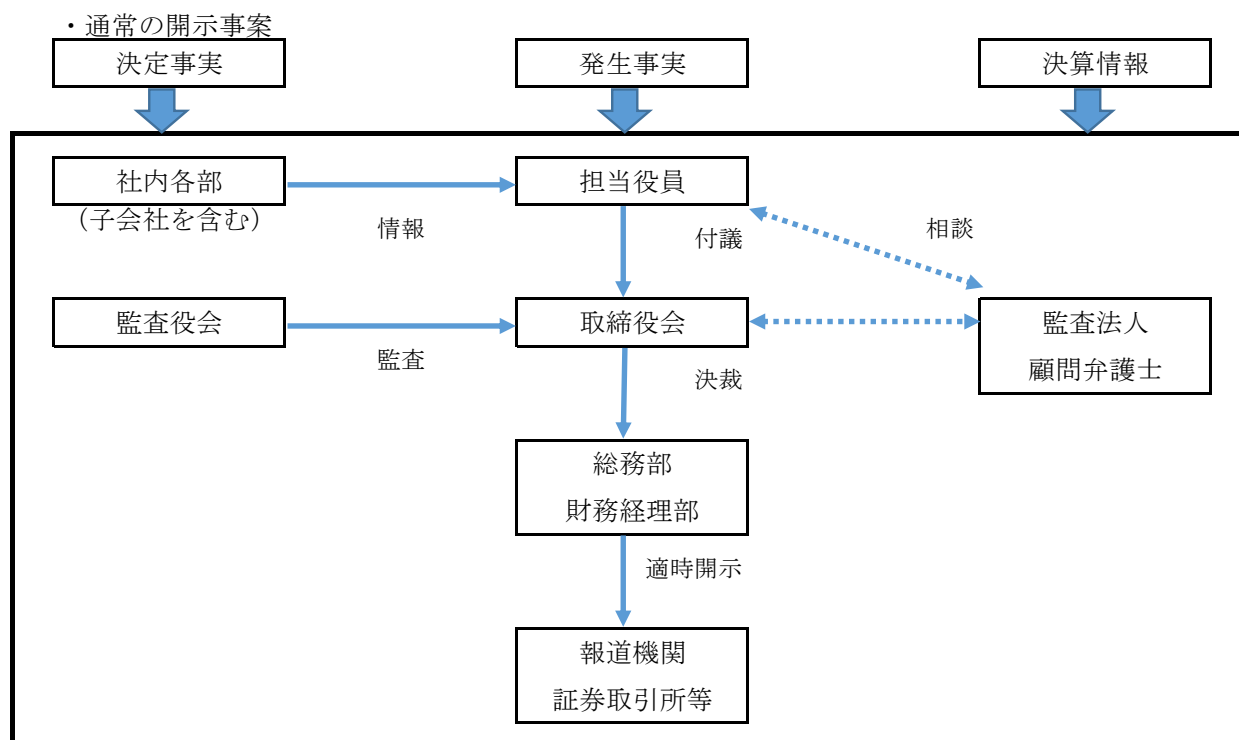 ・通常の開示事案
決定事実
発生事実
決算情報
社内各部
(子会社を含む)
情報
担当役員
付議
相談
監査役会
監査
取締役会
決裁
監査法人
顧問弁護士
総務部
財務経理部
適時開示
報道機関
証券取引所等